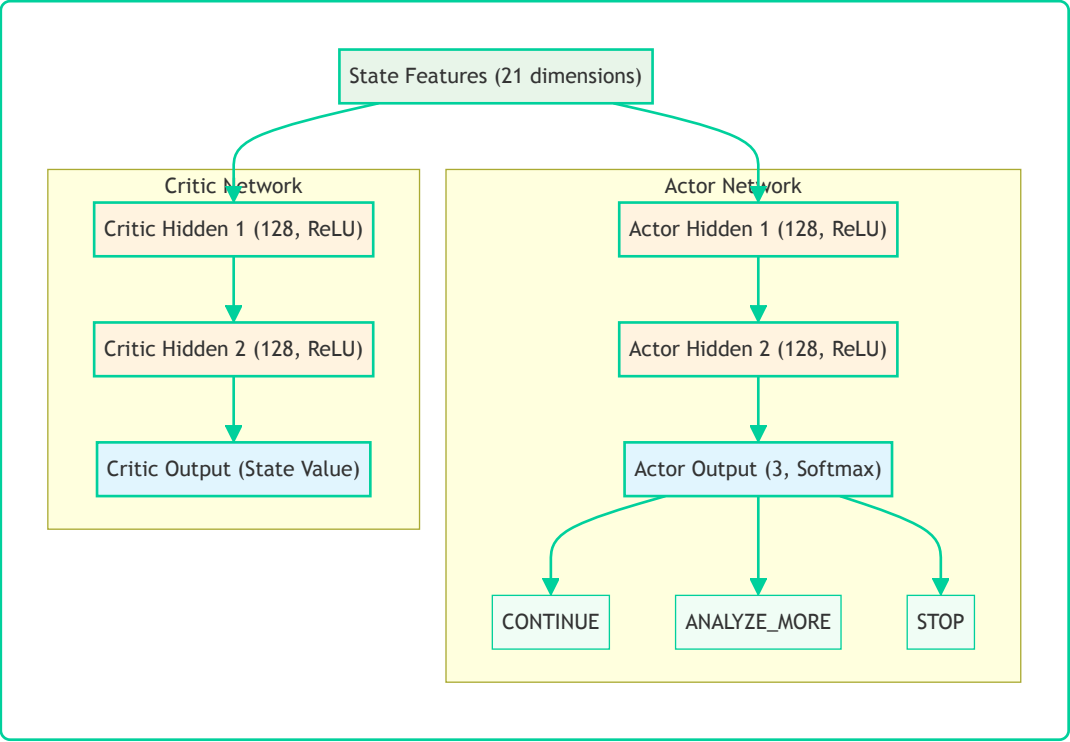 State Features (21 dimensions)
Critic Network
Critic Hidden 1 (128, ReLU)
Critic Hidden 2 (128, ReLU)
Critic Output (State Value)
Actor Network
Actor Hidden 1 (128, ReLU)
Actor Hidden 2 (128, ReLU)
Actor Output (3, Softmax)
CONTINUE
ANALYZE_MORE
STOP